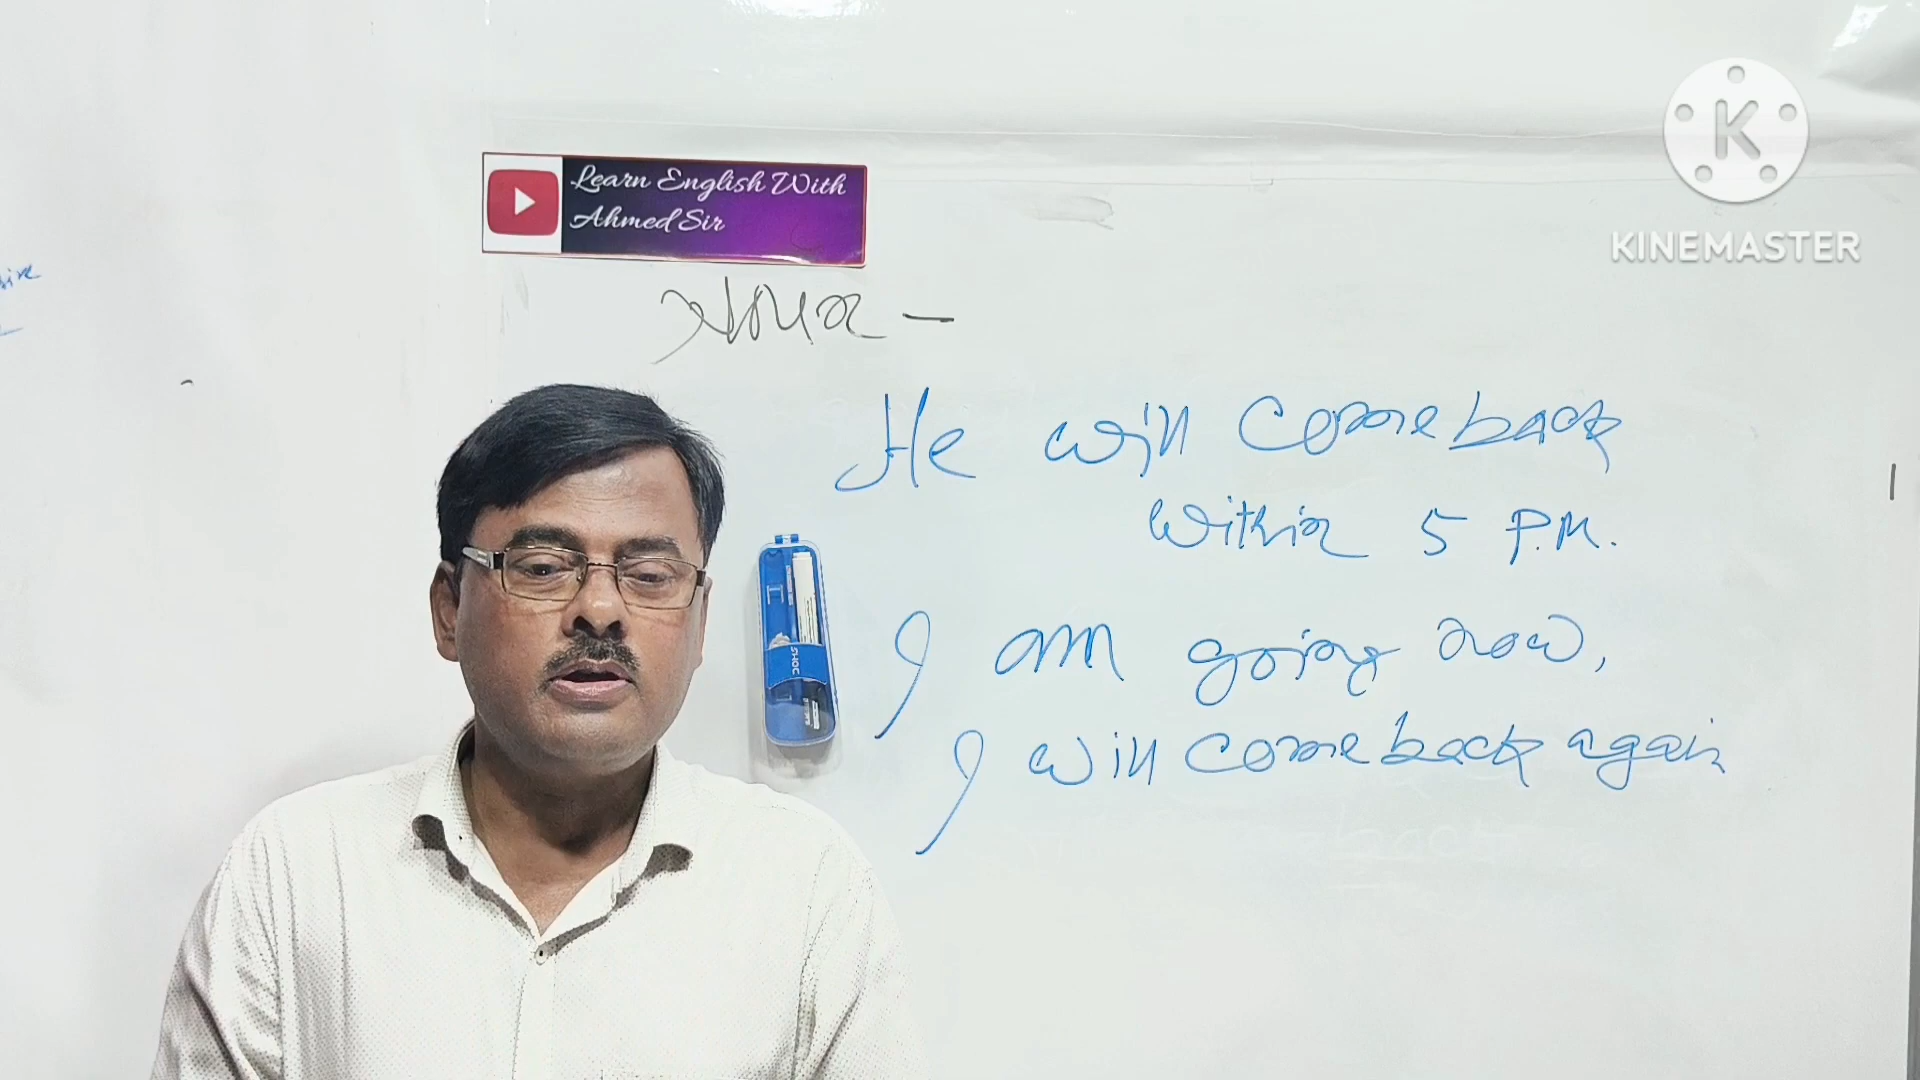 Learn English With
Ahmed Sir
KINEMASTER
He will come back
within 5 P.M.
I am going now,
I will come back again
SHOC